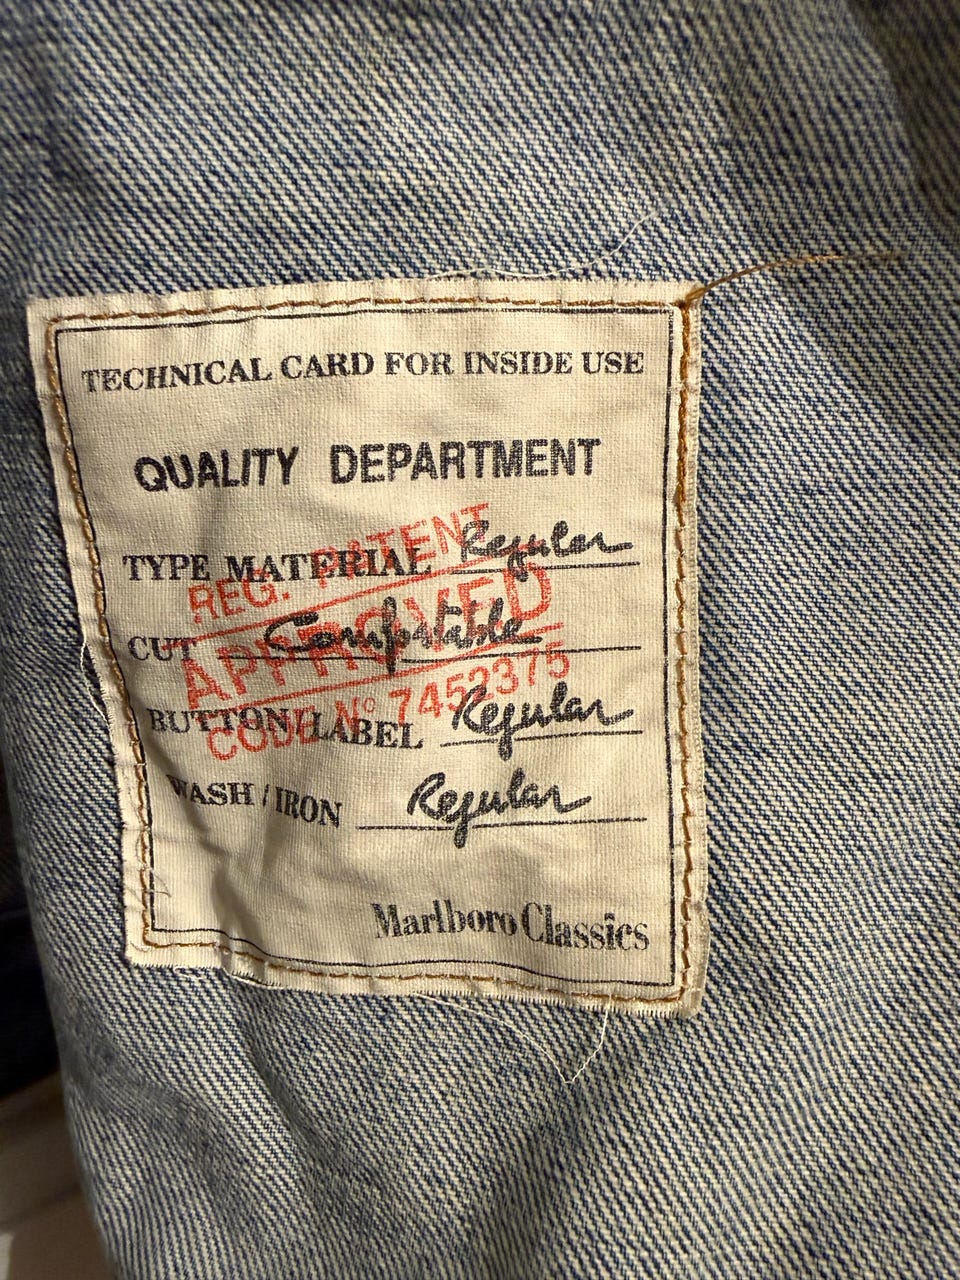 TECHNICAL CARD FOR INSIDE USE
QUALITY DEPARTMENT
TYPE MATERIAL Regular
REG. PATENT
CUT Comfortable
APPROVED
CODE Nº 7452375
BUTTON/LABEL Regular
WASH / IRON Regular
Marlboro Classics